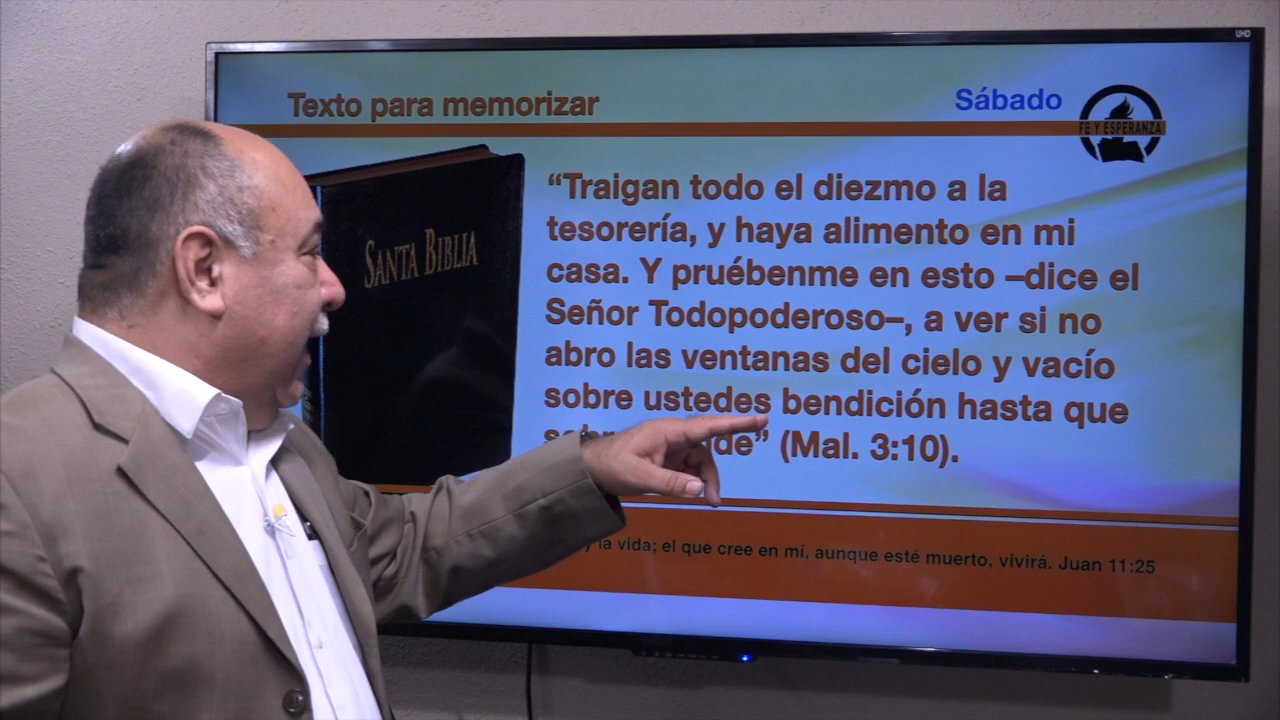 UHD
Texto para memorizar
Sábado
FE Y ESPERANZA
SANTA BIBLIA
“Traigan todo el diezmo a la
tesorería, y haya alimento en mi
casa. Y pruébenme en esto –dice el
Señor Todopoderoso–, a ver si no
abro las ventanas del cielo y vacío
sobre ustedes bendición hasta que
(Mal. 3:10).
y la vida; el que cree en mí, aunque esté muerto, vivirá. Juan 11:25